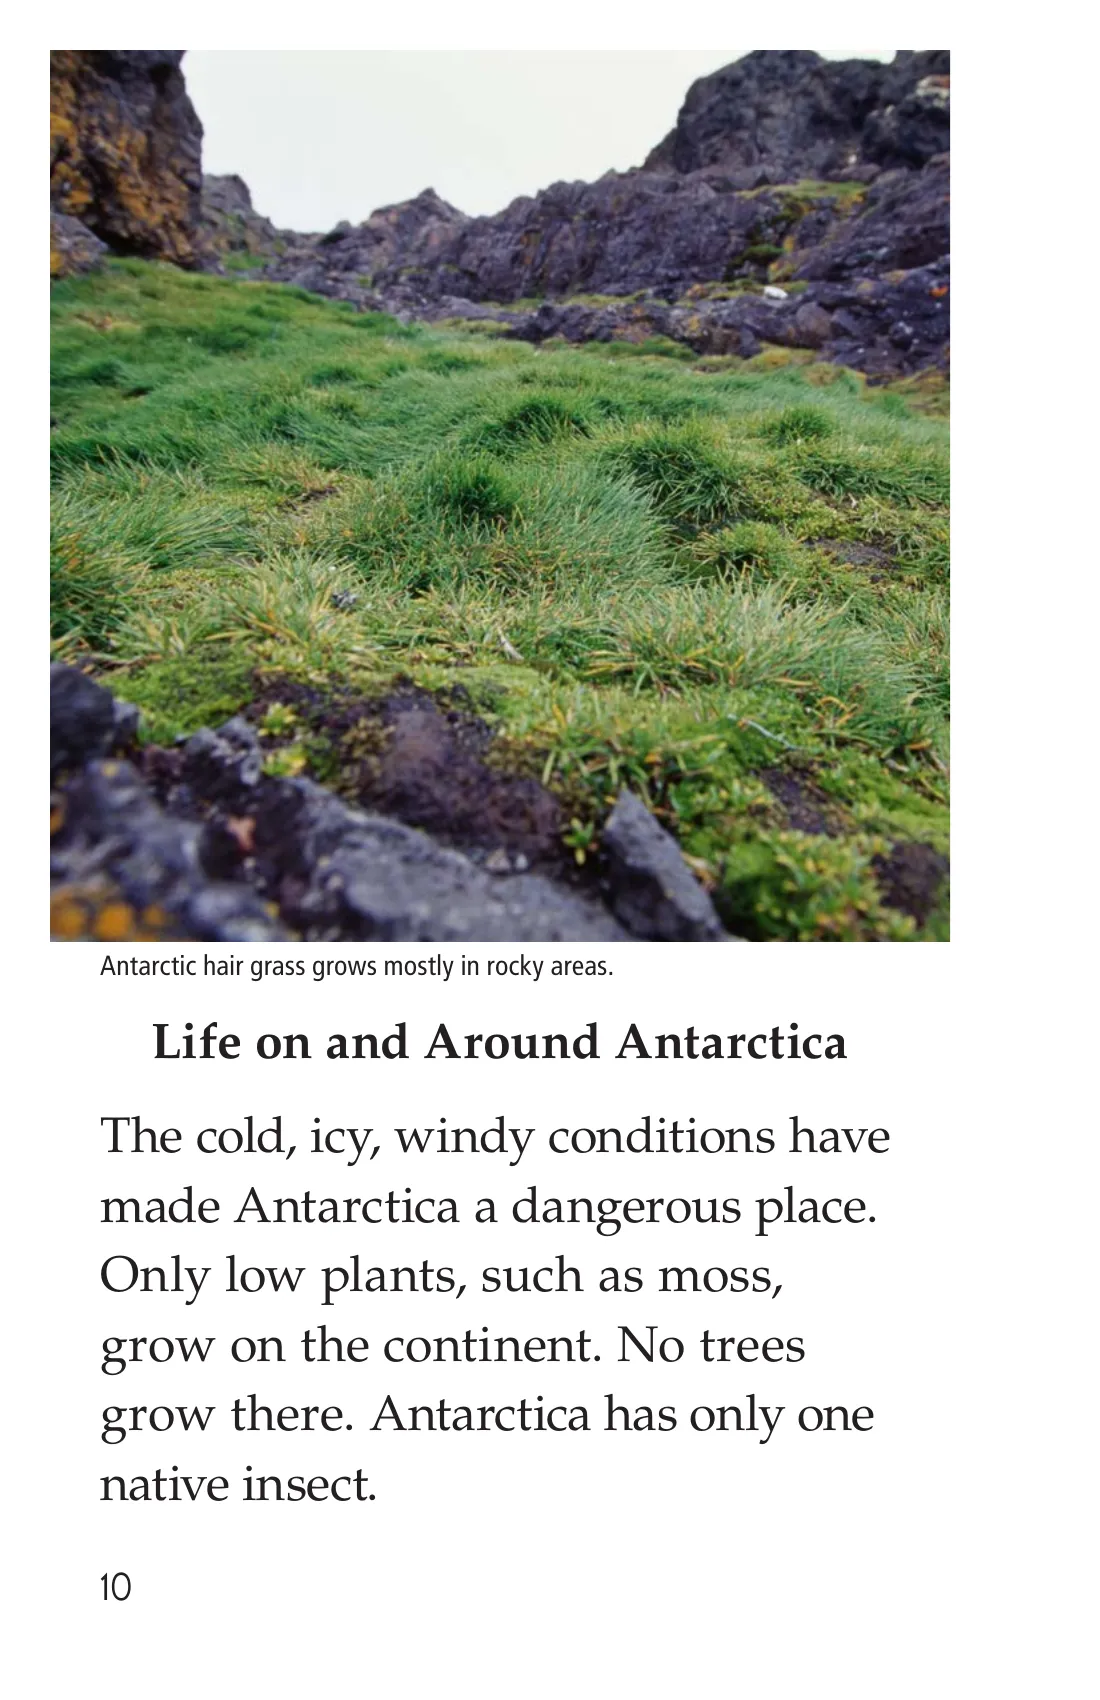 Antarctic hair grass grows mostly in rocky areas.
Life on and Around Antarctica
The cold, icy, windy conditions have
made Antarctica a dangerous place.
Only low plants, such as moss,
grow on the continent. No trees
grow there. Antarctica has only one
native insect.
10